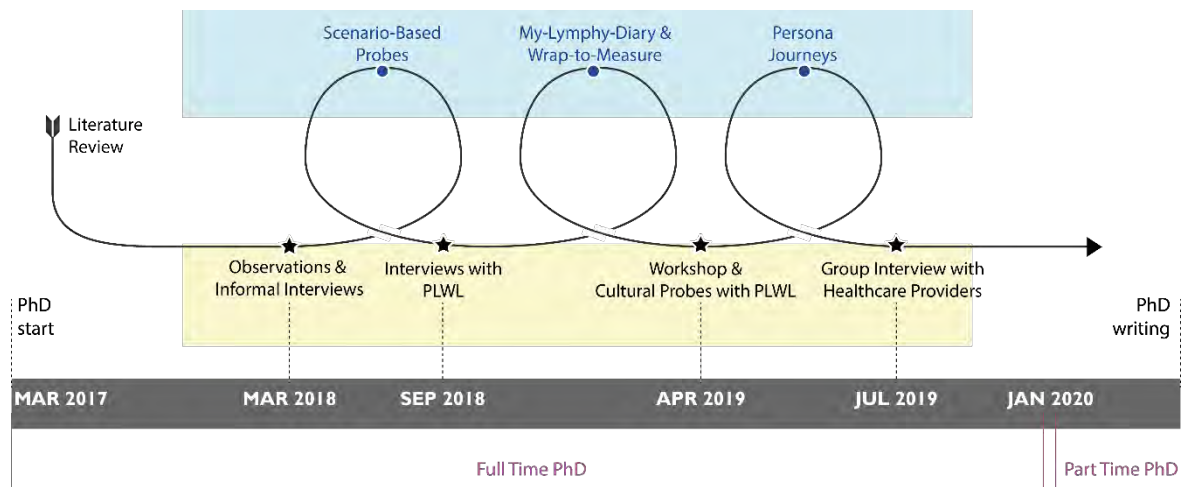 Scenario-Based
Probes
My-Lymphy-Diary &
Wrap-to-Measure
Persona
Journeys
Literature
Review
Observations &
Informal Interviews
Interviews with
PLWL
Workshop &
Cultural Probes with PLWL
Group Interview with
Healthcare Providers
PhD
start
PhD
writing
MAR 2017
MAR 2018
SEP 2018
APR 2019
JUL 2019
JAN 2020
Full Time PhD
Part Time PhD